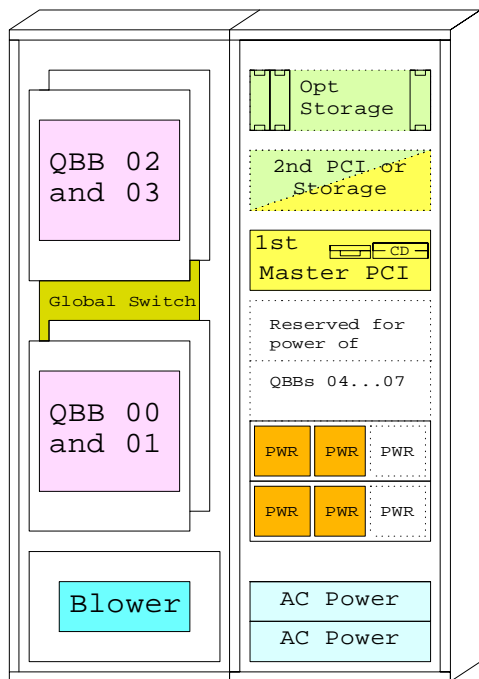 QBB 02
and 03
Global Switch
QBB 00
and 01
Blower
Opt
Storage
2nd PCI or
Storage
1st
CD
Master PCI
Reserved for
power of
QBBs 04...07
PWR PWR PWR
PWR PWR PWR
AC Power
AC Power